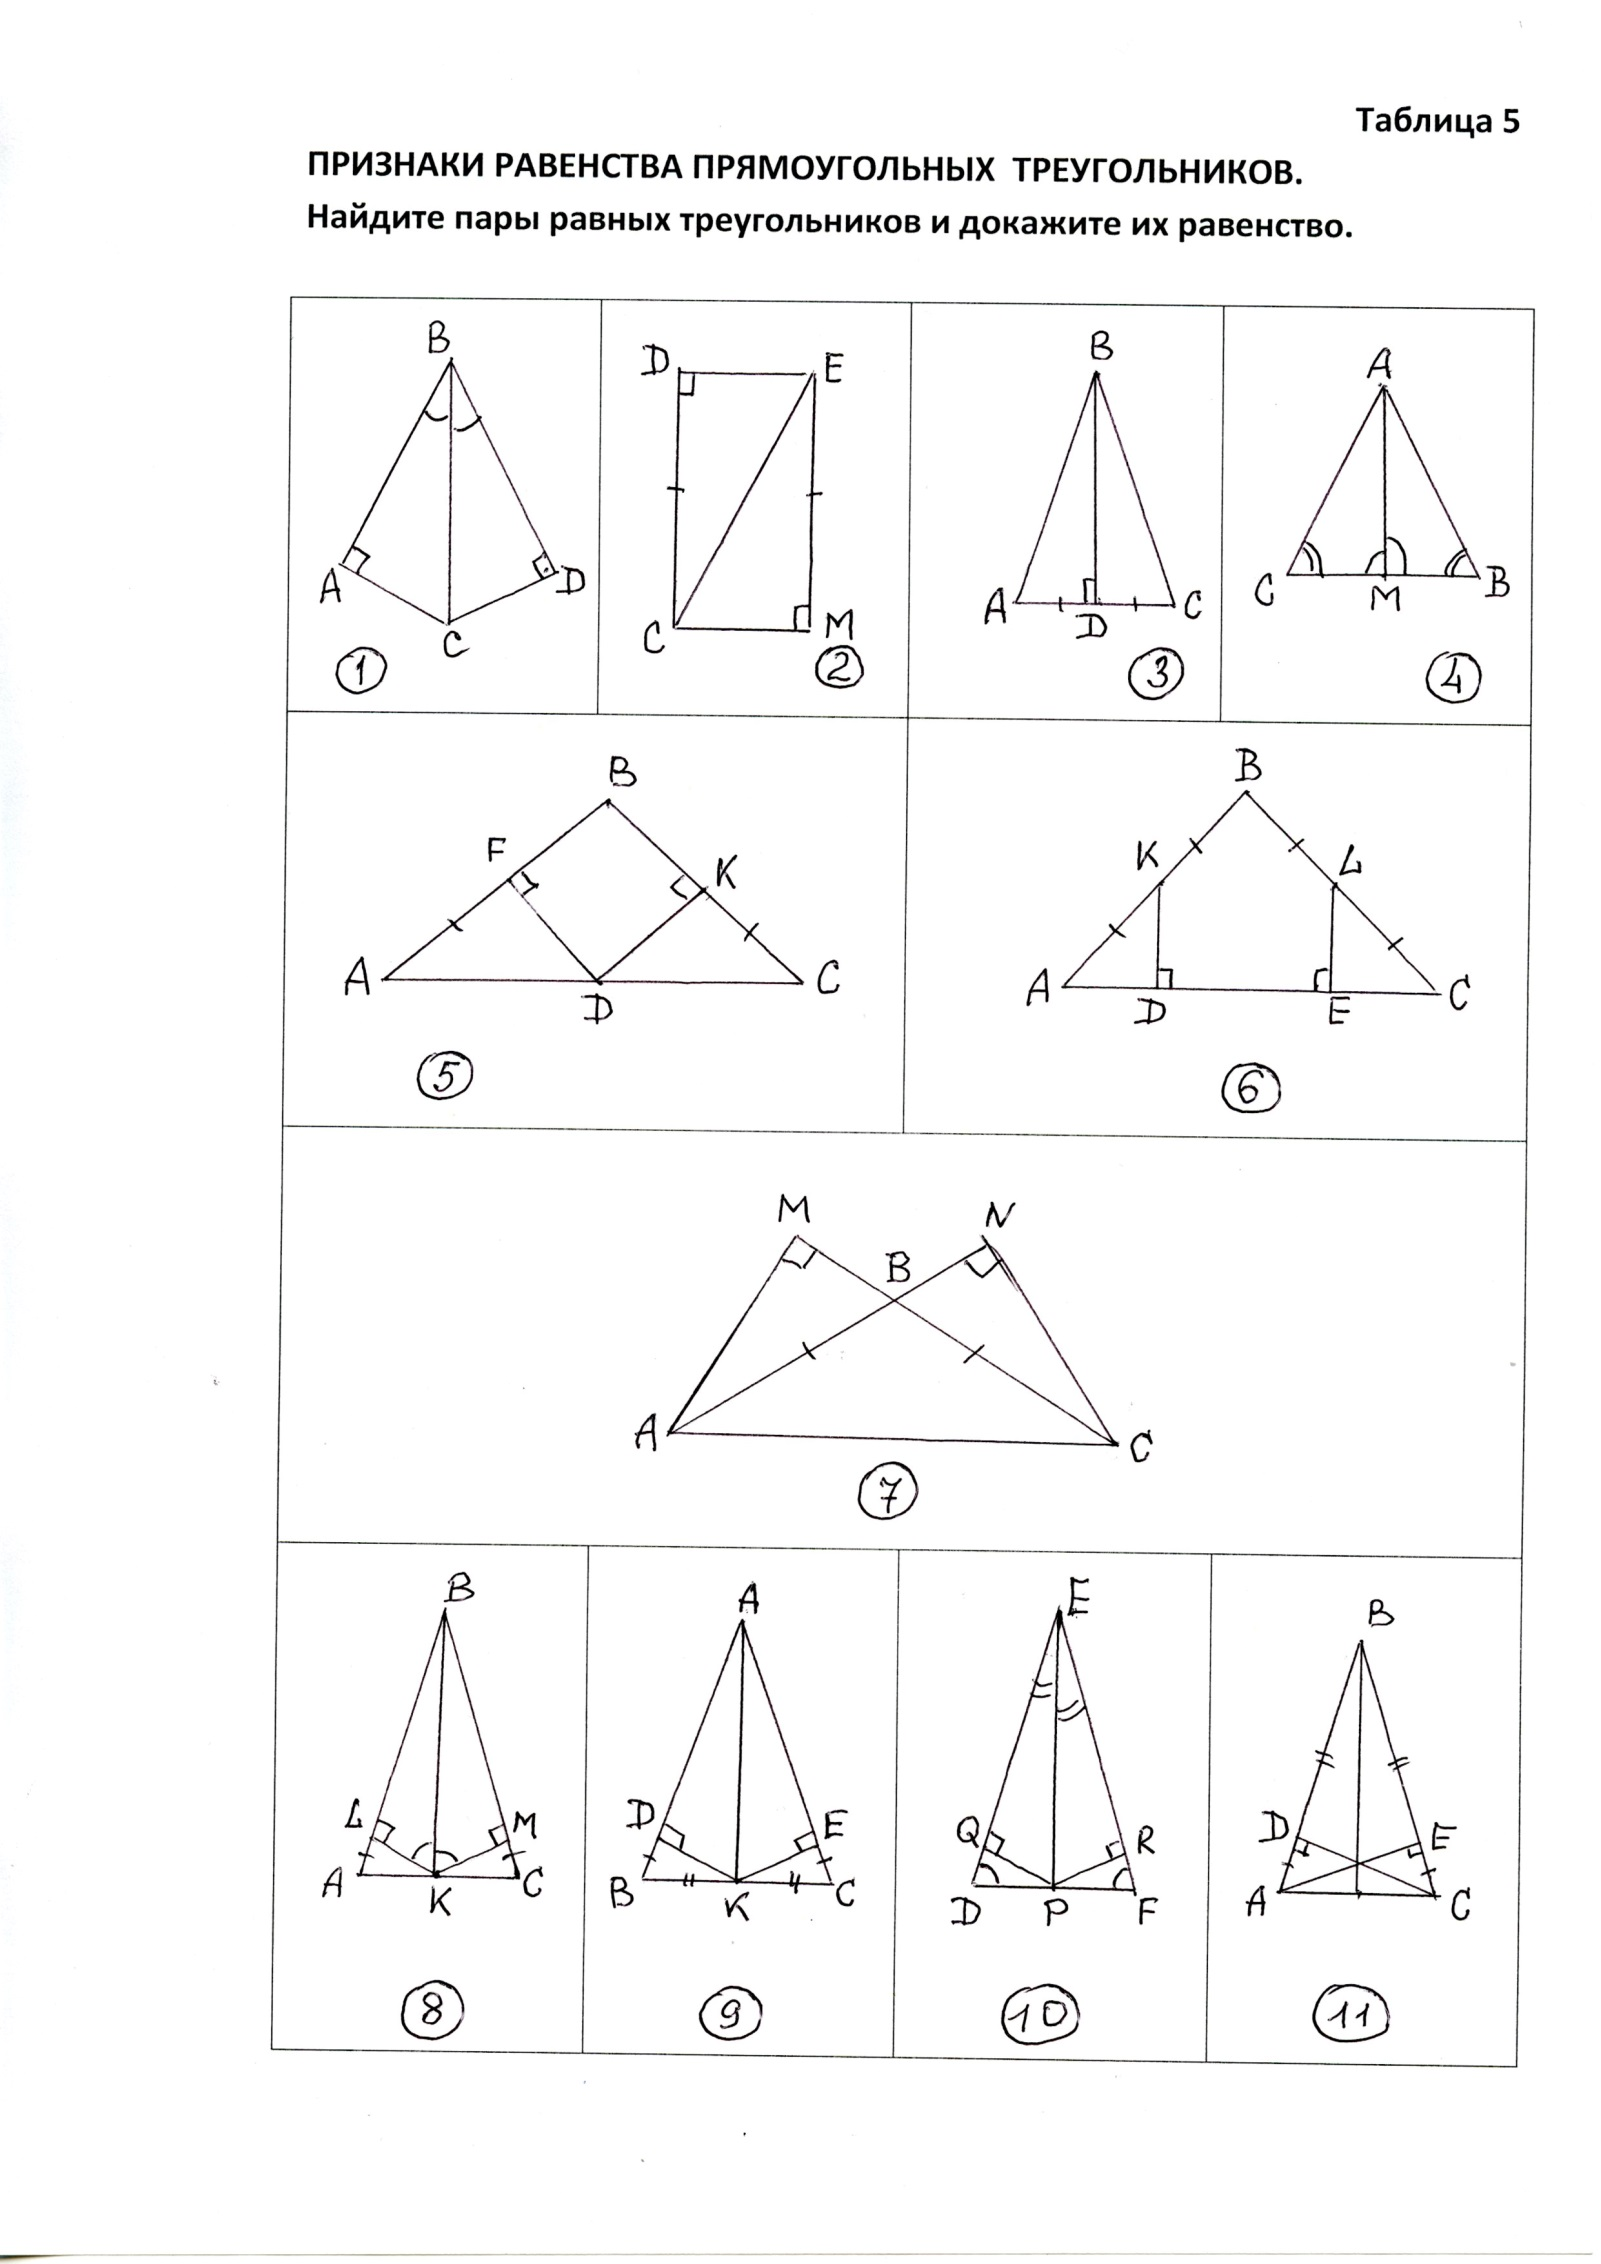 Таблица 5
ПРИЗНАКИ РАВЕНСТВА ПРЯМОУГОЛЬНЫХ ТРЕУГОЛЬНИКОВ.
Найдите пары равных треугольников и докажите их равенство.
B
A
D
C
1
D
E
C
M
2
B
A
D
C
3
A
C
M
B
4
B
F
K
A
D
C
5
B
K
L
A
D
E
C
6
M
N
B
A
C
7
B
L
M
A
K
C
8
A
D
E
B
K
C
9
E
Q
R
D
P
F
10
B
D
E
A
C
11